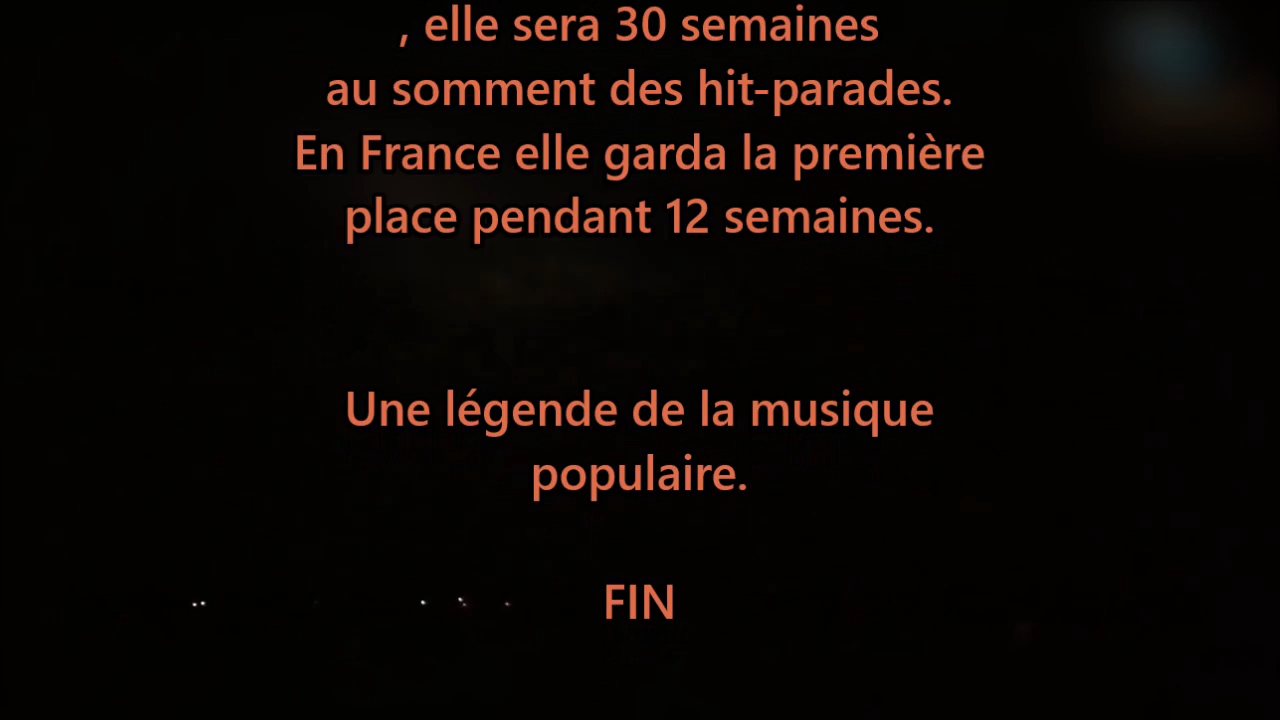 , elle sera 30 semaines
au somment des hit-parades.
En France elle garda la première
place pendant 12 semaines.
Une légende de la musique
populaire.
FIN